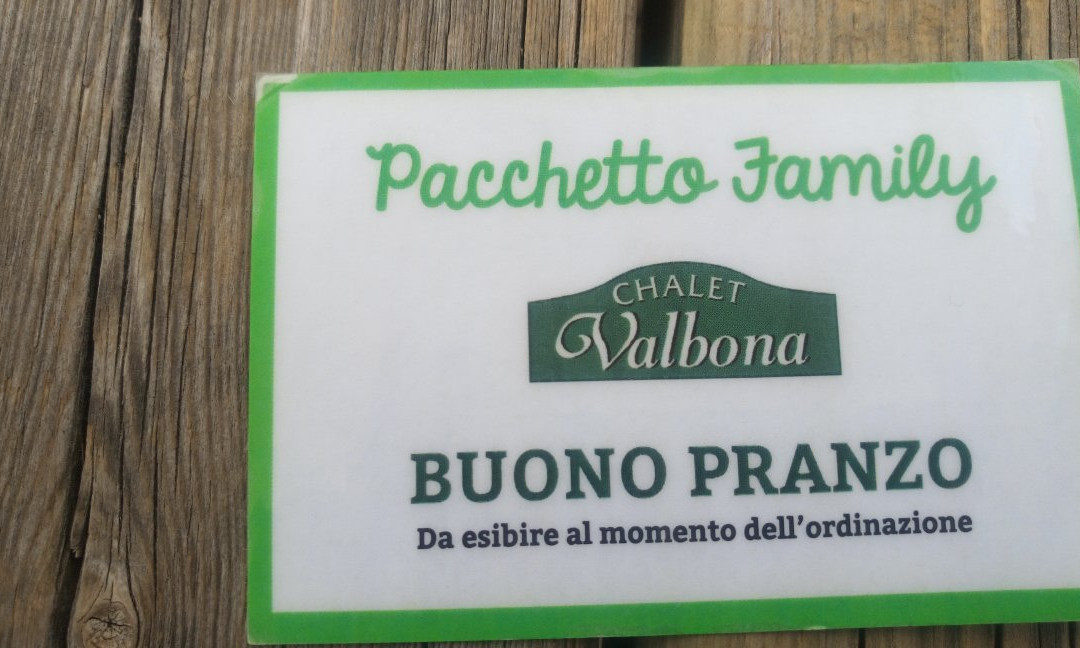 Pacchetto Family
CHALET
Valbona
BUONO PRANZO
Da esibire al momento dell'ordinazione